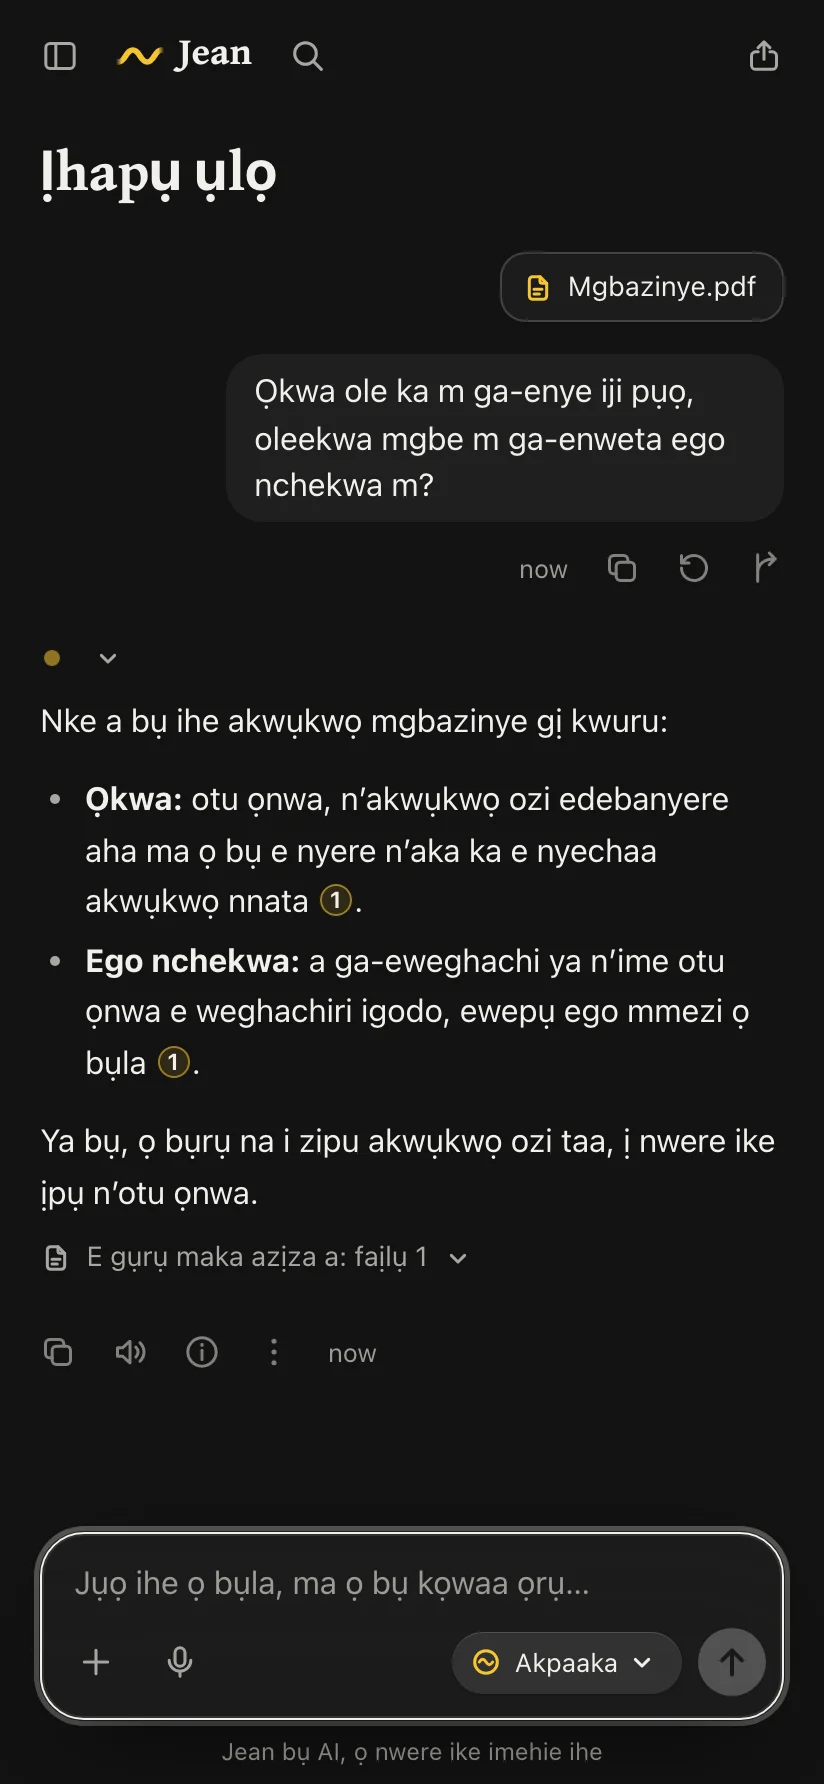 Jean
Ịhapụ ụlọ
Mgbazinye.pdf
Ọkwa ole ka m ga-enye iji pụọ,
oleekwa mgbe m ga-enweta ego
nchekwa m?
now
Nke a bụ ihe akwụkwọ mgbazinye gị kwuru:
• Ọkwa: otu ọnwa, n’akwụkwọ ozi edebanyere
aha ma ọ bụ e nyere n’aka ka e nyechaa
akwụkwọ nnata 1.
• Ego nchekwa: a ga-eweghachi ya n’ime otu
ọnwa e weghachiri igodo, ewepụ ego mmezi ọ
bụla 1.
Ya bụ, ọ bụrụ na i zipu akwụkwọ ozi taa, ị nwere ike
ịpụ n’otu ọnwa.
E gụrụ maka azịza a: faịlụ 1
now
Jụọ ihe ọ bụla, ma ọ bụ kọwaa ọrụ...
Akpaaka
Jean bụ AI, ọ nwere ike imehie ihe